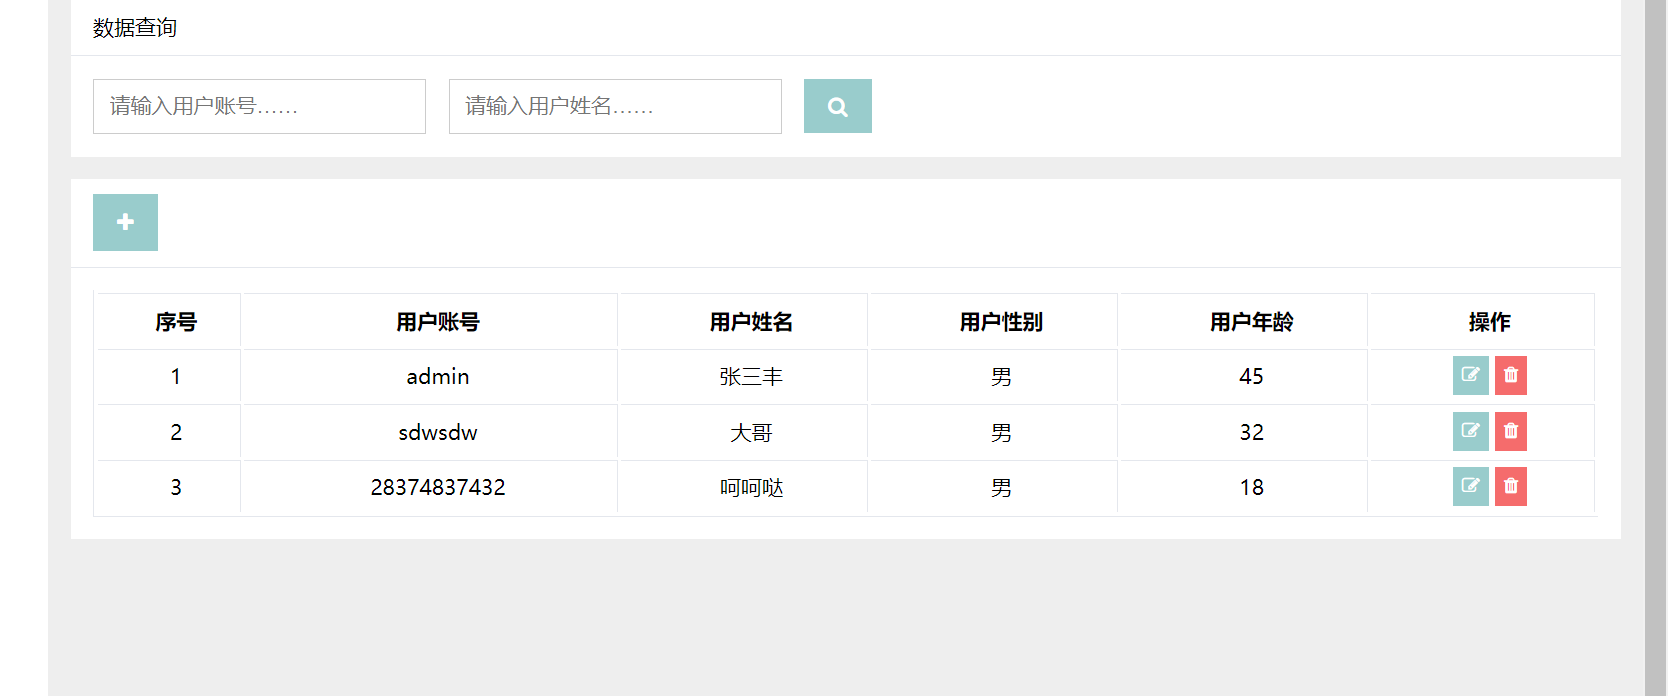 数据查询
请输入用户账号…… 请输入用户姓名……
序号 用户账号 用户姓名 用户性别 用户年龄 操作
1 admin 张三丰 男 45
2 sdwsdw 大哥 男 32
3 28374837432 呵呵哒 男 18